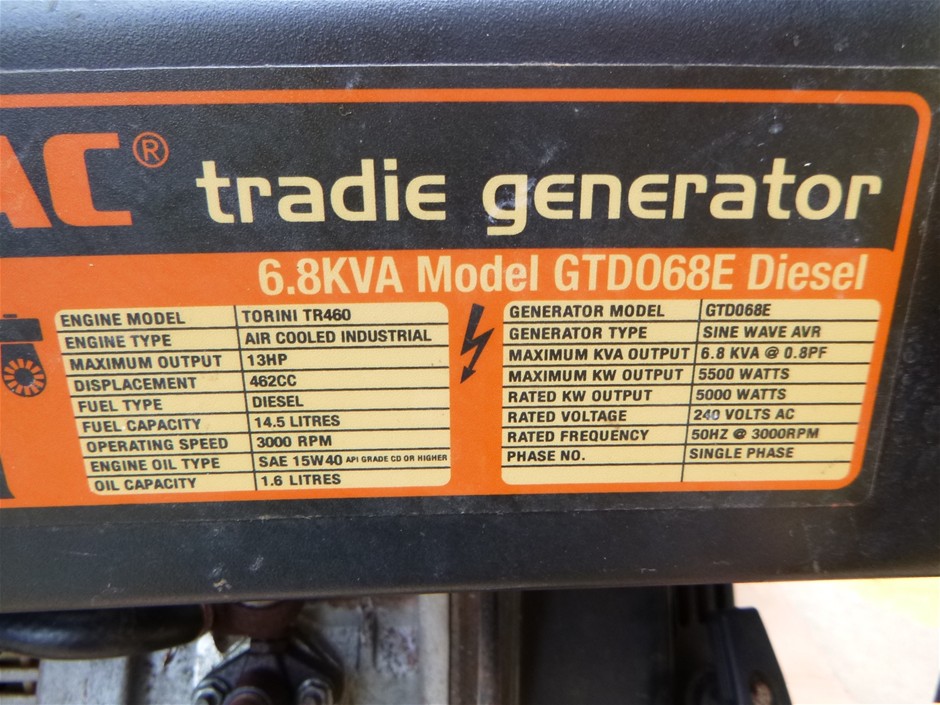 AC® tradie generator
6.8KVA Model GTD068E Diesel
ENGINE MODEL TORINI TR460
ENGINE TYPE AIR COOLED INDUSTRIAL
MAXIMUM OUTPUT 13HP
DISPLACEMENT 462CC
FUEL TYPE DIESEL
FUEL CAPACITY 14.5 LITRES
OPERATING SPEED 3000 RPM
ENGINE OIL TYPE SAE 15W40 API GRADE CD OR HIGHER
OIL CAPACITY 1.6 LITRES
GENERATOR MODEL GTD068E
GENERATOR TYPE SINE WAVE AVR
MAXIMUM KVA OUTPUT 6.8 KVA @ 0.8PF
MAXIMUM KW OUTPUT 5500 WATTS
RATED KW OUTPUT 5000 WATTS
RATED VOLTAGE 240 VOLTS AC
RATED FREQUENCY 50HZ @ 3000RPM
PHASE NO. SINGLE PHASE